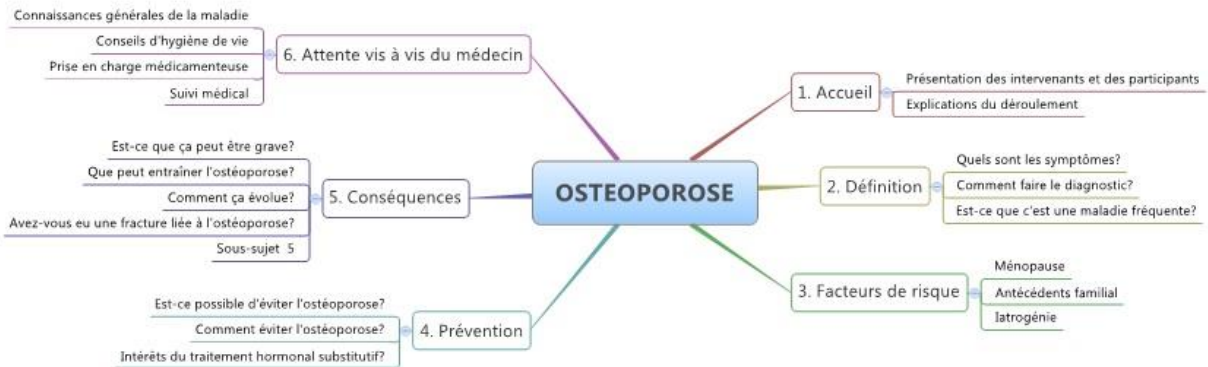 OSTEOPOROSE
1. Accueil
Présentation des intervenants et des participants
Explications du déroulement
2. Définition
Quels sont les symptômes?
Comment faire le diagnostic?
Est-ce que c'est une maladie fréquente?
3. Facteurs de risque
Ménopause
Antécédents familial
Iatrogénie
4. Prévention
Est-ce possible d'éviter l'ostéoporose?
Comment éviter l'ostéoporose?
Intérêts du traitement hormonal substitutif?
5. Conséquences
Est-ce que ça peut être grave?
Que peut entraîner l'ostéoporose?
Comment ça évolue?
Avez-vous eu une fracture liée à l'ostéoporose?
Sous-sujet 5
6. Attente vis à vis du médecin
Connaissances générales de la maladie
Conseils d'hygiène de vie
Prise en charge médicamenteuse
Suivi médical